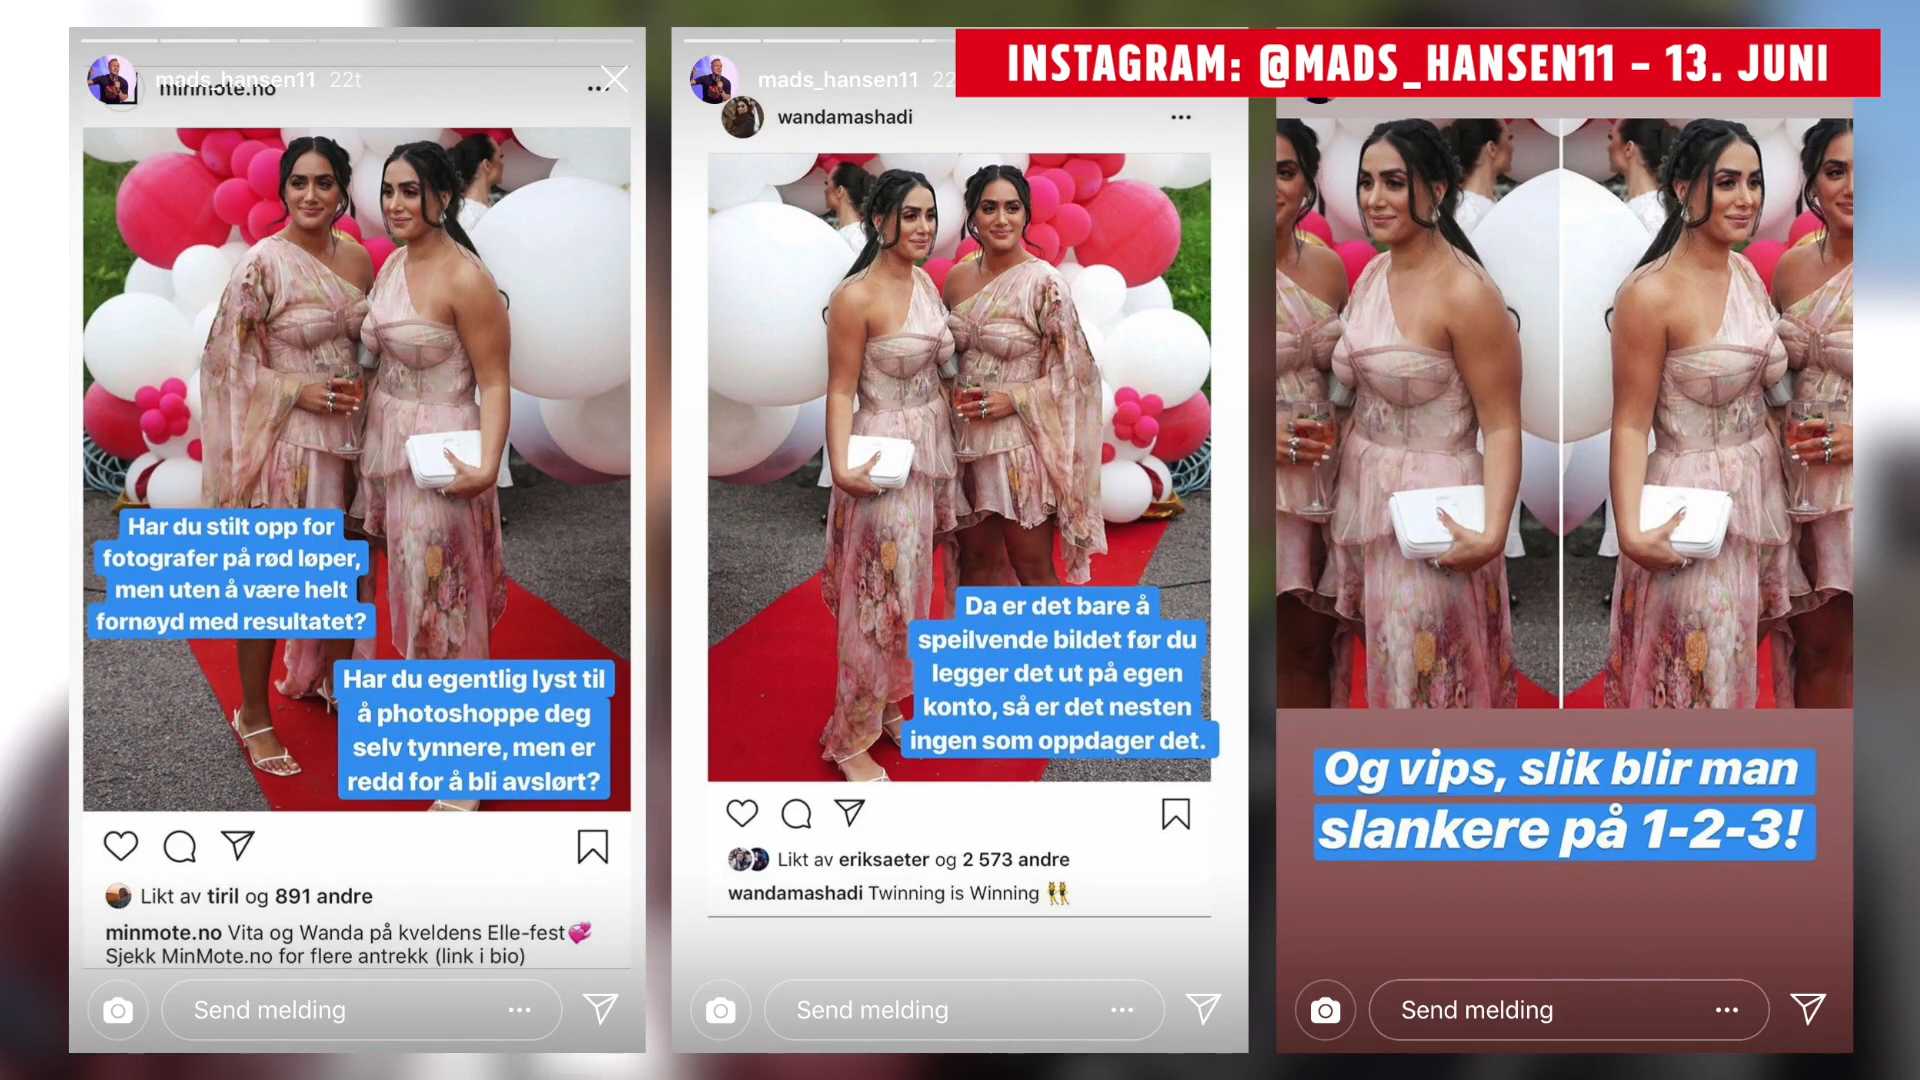 INSTAGRAM: @MADS_HANSEN11 - 13. JUNI
mads_hansen11 22t
minmote.no
Har du stilt opp for
fotografer på rød løper,
men uten å være helt
fornøyd med resultatet?
Har du egentlig lyst til
å photoshoppe deg
selv tynnere, men er
redd for å bli avslørt?
Likt av tiril og 891 andre
minmote.no Vita og Wanda på kveldens Elle-fest💞
Sjekk MinMote.no for flere antrekk (link i bio)
Send melding
mads_hansen11 22
wandamashadi
Da er det bare å
speilvende bildet før du
legger det ut på egen
konto, så er det nesten
ingen som oppdager det.
Likt av eriksaeter og 2 573 andre
wandamashadi Twinning is Winning 👯
Send melding
Og vips, slik blir man
slankere på 1-2-3!
Send melding